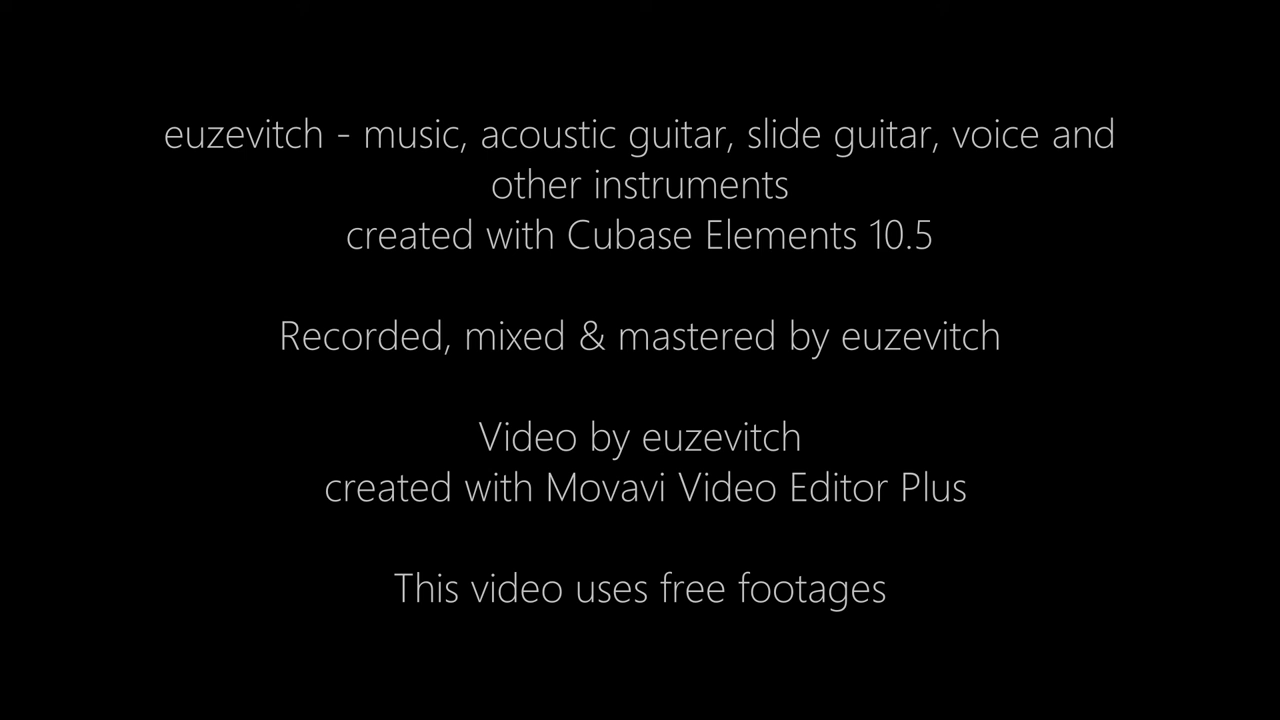 euzevitch - music, acoustic guitar, slide guitar, voice and
other instruments
created with Cubase Elements 10.5
Recorded, mixed & mastered by euzevitch
Video by euzevitch
created with Movavi Video Editor Plus
This video uses free footages